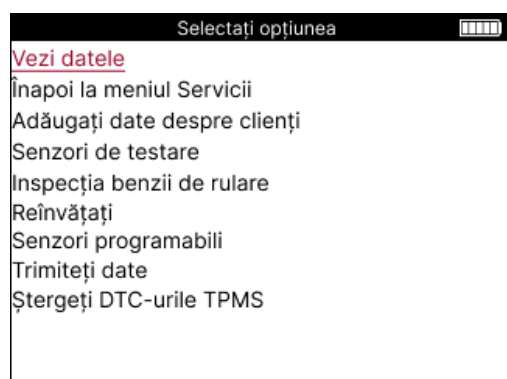 Selectați opțiunea
Vezi datele
Înapoi la meniul Servicii
Adăugați date despre clienți
Senzori de testare
Inspecția benzii de rulare
Reînvățați
Senzori programabili
Trimiteți date
Ștergeți DTC-urile TPMS